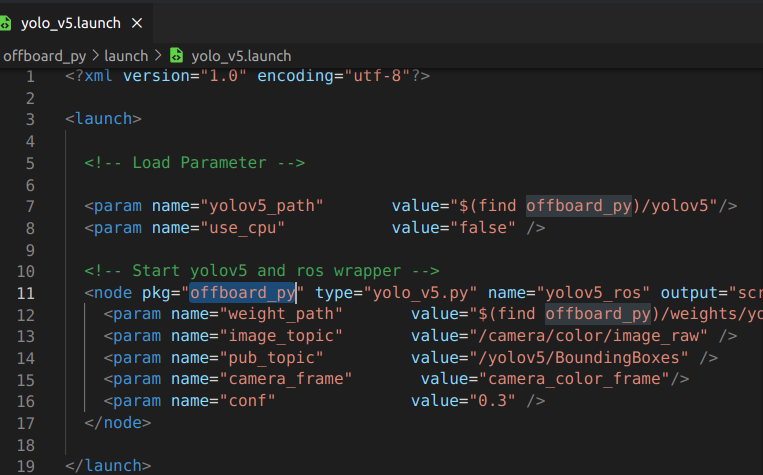 yolo_v5.launch ×
offboard_py > launch > yolo_v5.launch
1 <?xml version="1.0" encoding="utf-8"?>
2
3 <launch>
4
5 <!-- Load Parameter -->
6
7 <param name="yolov5_path" value="$(find offboard_py)/yolov5"/>
8 <param name="use_cpu" value="false" />
9
10 <!-- Start yolov5 and ros wrapper -->
11 <node pkg="offboard_py" type="yolo_v5.py" name="yolov5_ros" output="scr
12 <param name="weight_path" value="$(find offboard_py)/weights/yo
13 <param name="image_topic" value="/camera/color/image_raw" />
14 <param name="pub_topic" value="/yolov5/BoundingBoxes" />
15 <param name="camera_frame" value="camera_color_frame"/>
16 <param name="conf" value="0.3" />
17 </node>
18
19 </launch>